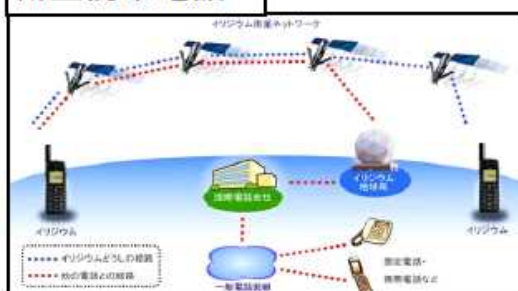 イリジウム衛星ネットワーク
イリジウム
地球局
国際電話会社
イリジウム
イリジウム
イリジウムどうしの経路
他の電話との経路
固定電話・
携帯電話など
一般電話回線